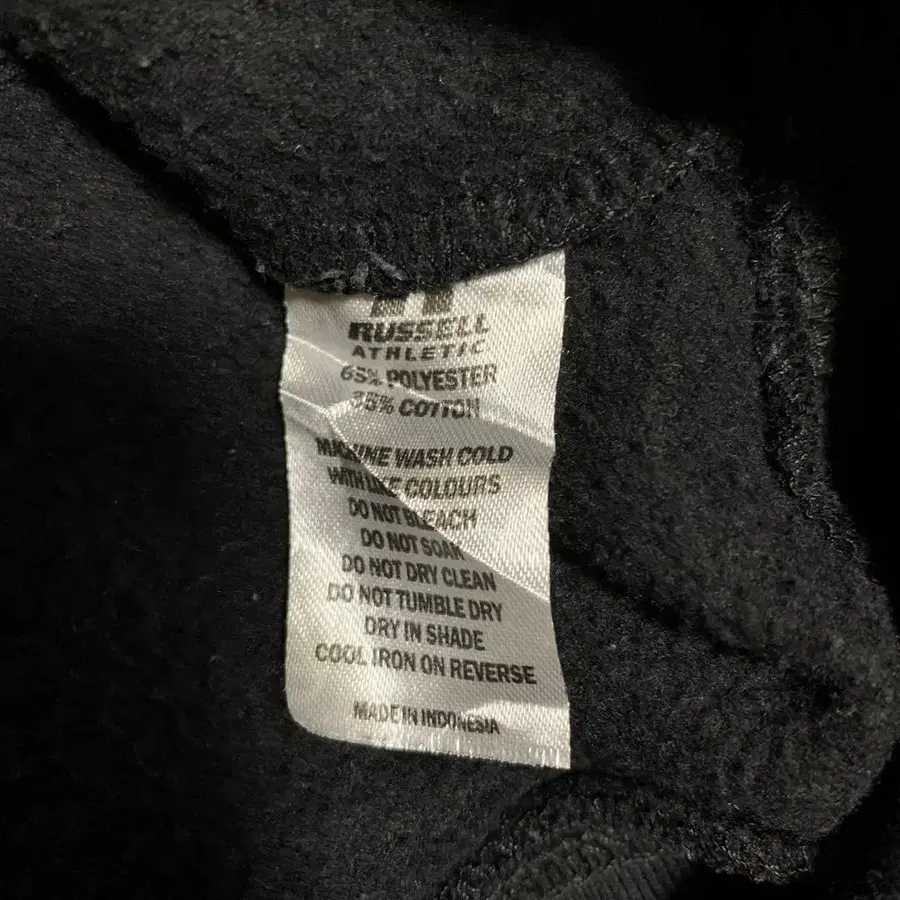 RUSSELL
ATHLETIC
65% POLYESTER
35% COTTON
MACHINE WASH COLD
WITH LIKE COLOURS
DO NOT BLEACH
DO NOT SOAK
DO NOT DRY CLEAN
DO NOT TUMBLE DRY
DRY IN SHADE
COOL IRON ON REVERSE
MADE IN INDONESIA